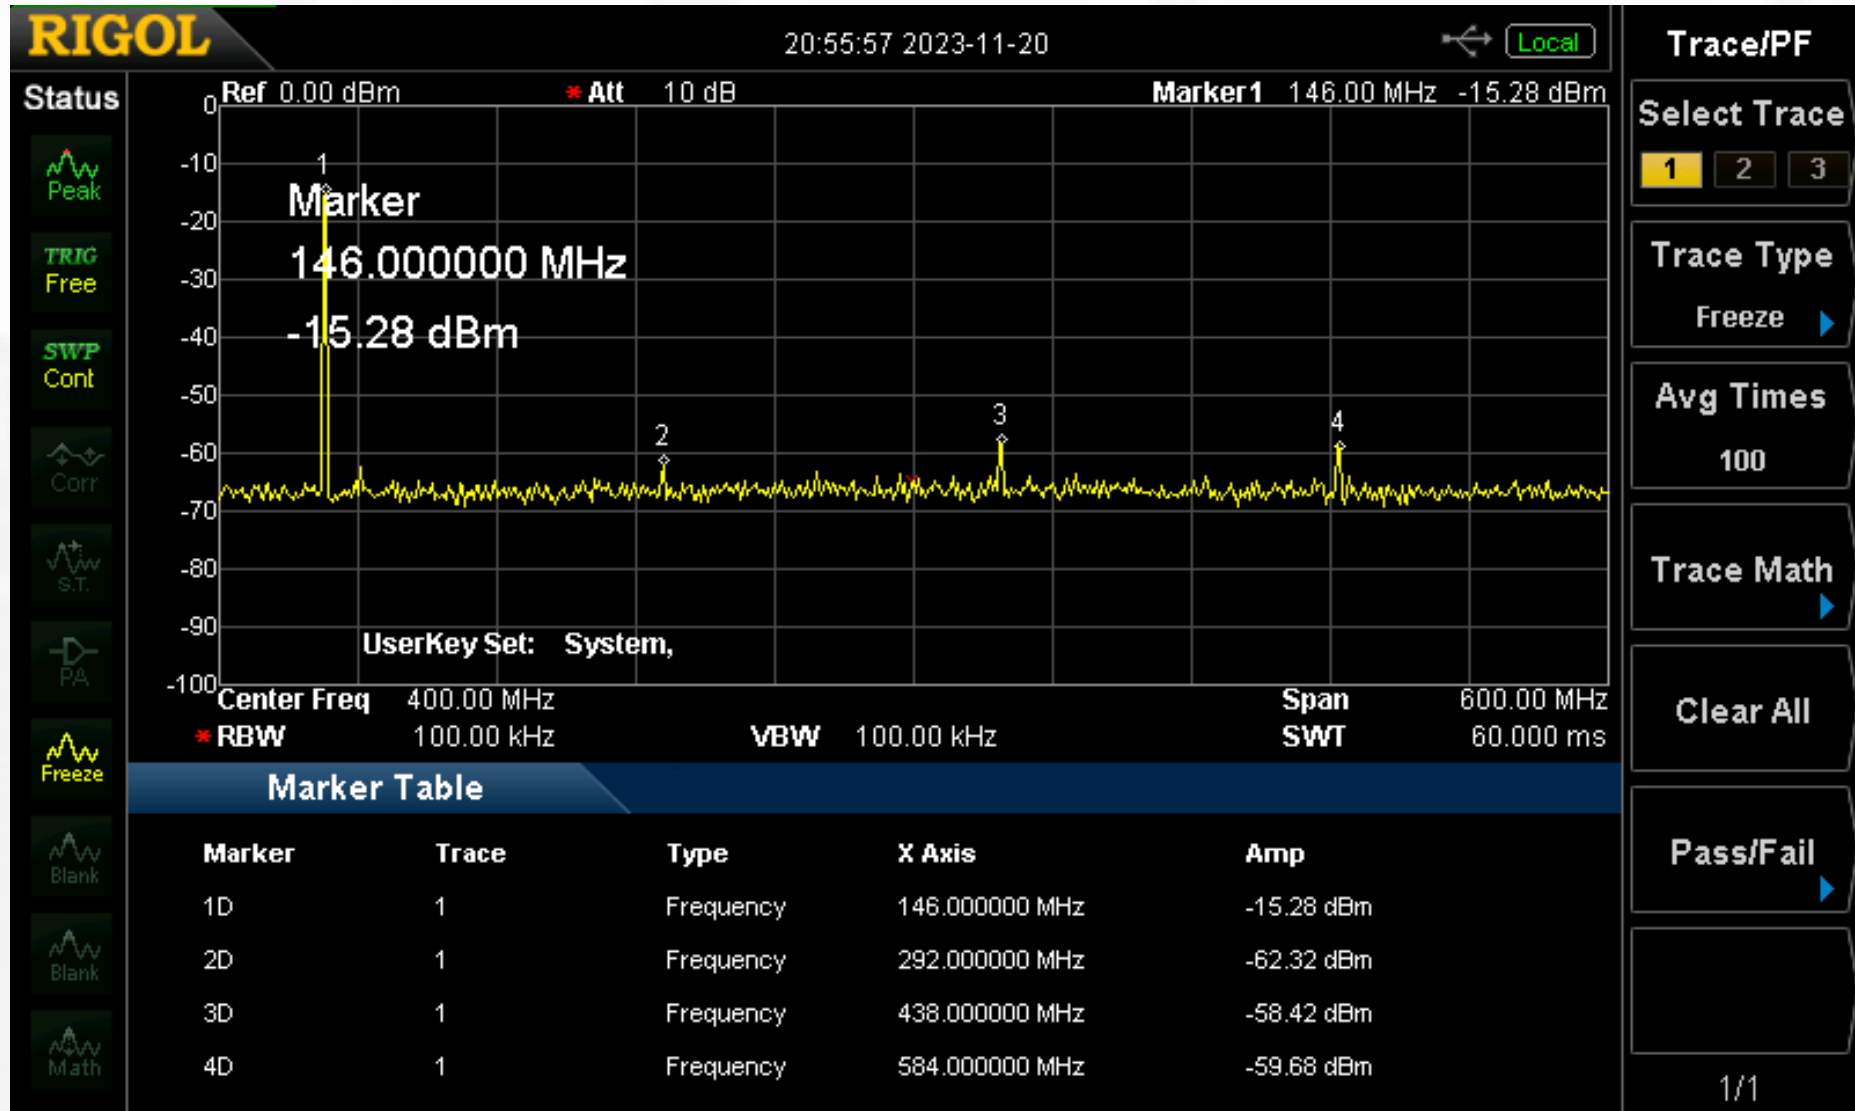 RIGOL
20:55:57 2023-11-20
Local
Trace/PF
Status
Ref 0.00 dBm * Att 10 dB Marker1 146.00 MHz -15.28 dBm
Select Trace
1 2 3
Peak
TRIG
Free
SWP
Cont
Corr
S.T.
PA
Freeze
Blank
Blank
Math
0
-10
-20
-30
-40
-50
-60
-70
-80
-90
-100
1
2
3
4
Marker
146.000000 MHz
-15.28 dBm
UserKey Set: System,
Center Freq 400.00 MHz Span 600.00 MHz
* RBW 100.00 kHz VBW 100.00 kHz SWT 60.000 ms
Marker Table
Marker Trace Type X Axis Amp
1D 1 Frequency 146.000000 MHz -15.28 dBm
2D 1 Frequency 292.000000 MHz -62.32 dBm
3D 1 Frequency 438.000000 MHz -58.42 dBm
4D 1 Frequency 584.000000 MHz -59.68 dBm
Trace Type
Freeze
Avg Times
100
Trace Math
Clear All
Pass/Fail
1/1